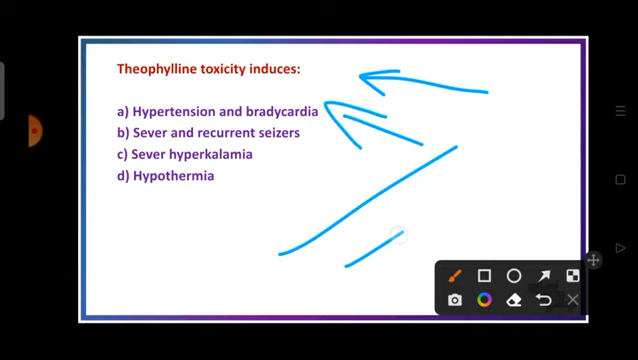 Theophylline toxicity induces:
a) Hypertension and bradycardia
b) Sever and recurrent seizers
c) Sever hyperkalamia
d) Hypothermia